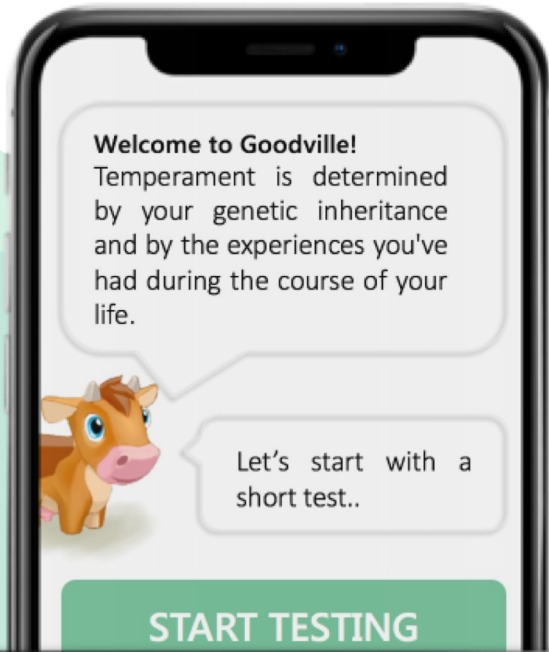 Welcome to Goodville!
Temperament is determined
by your genetic inheritance
and by the experiences you've
had during the course of your
life.
Let’s start with a
short test..
START TESTING